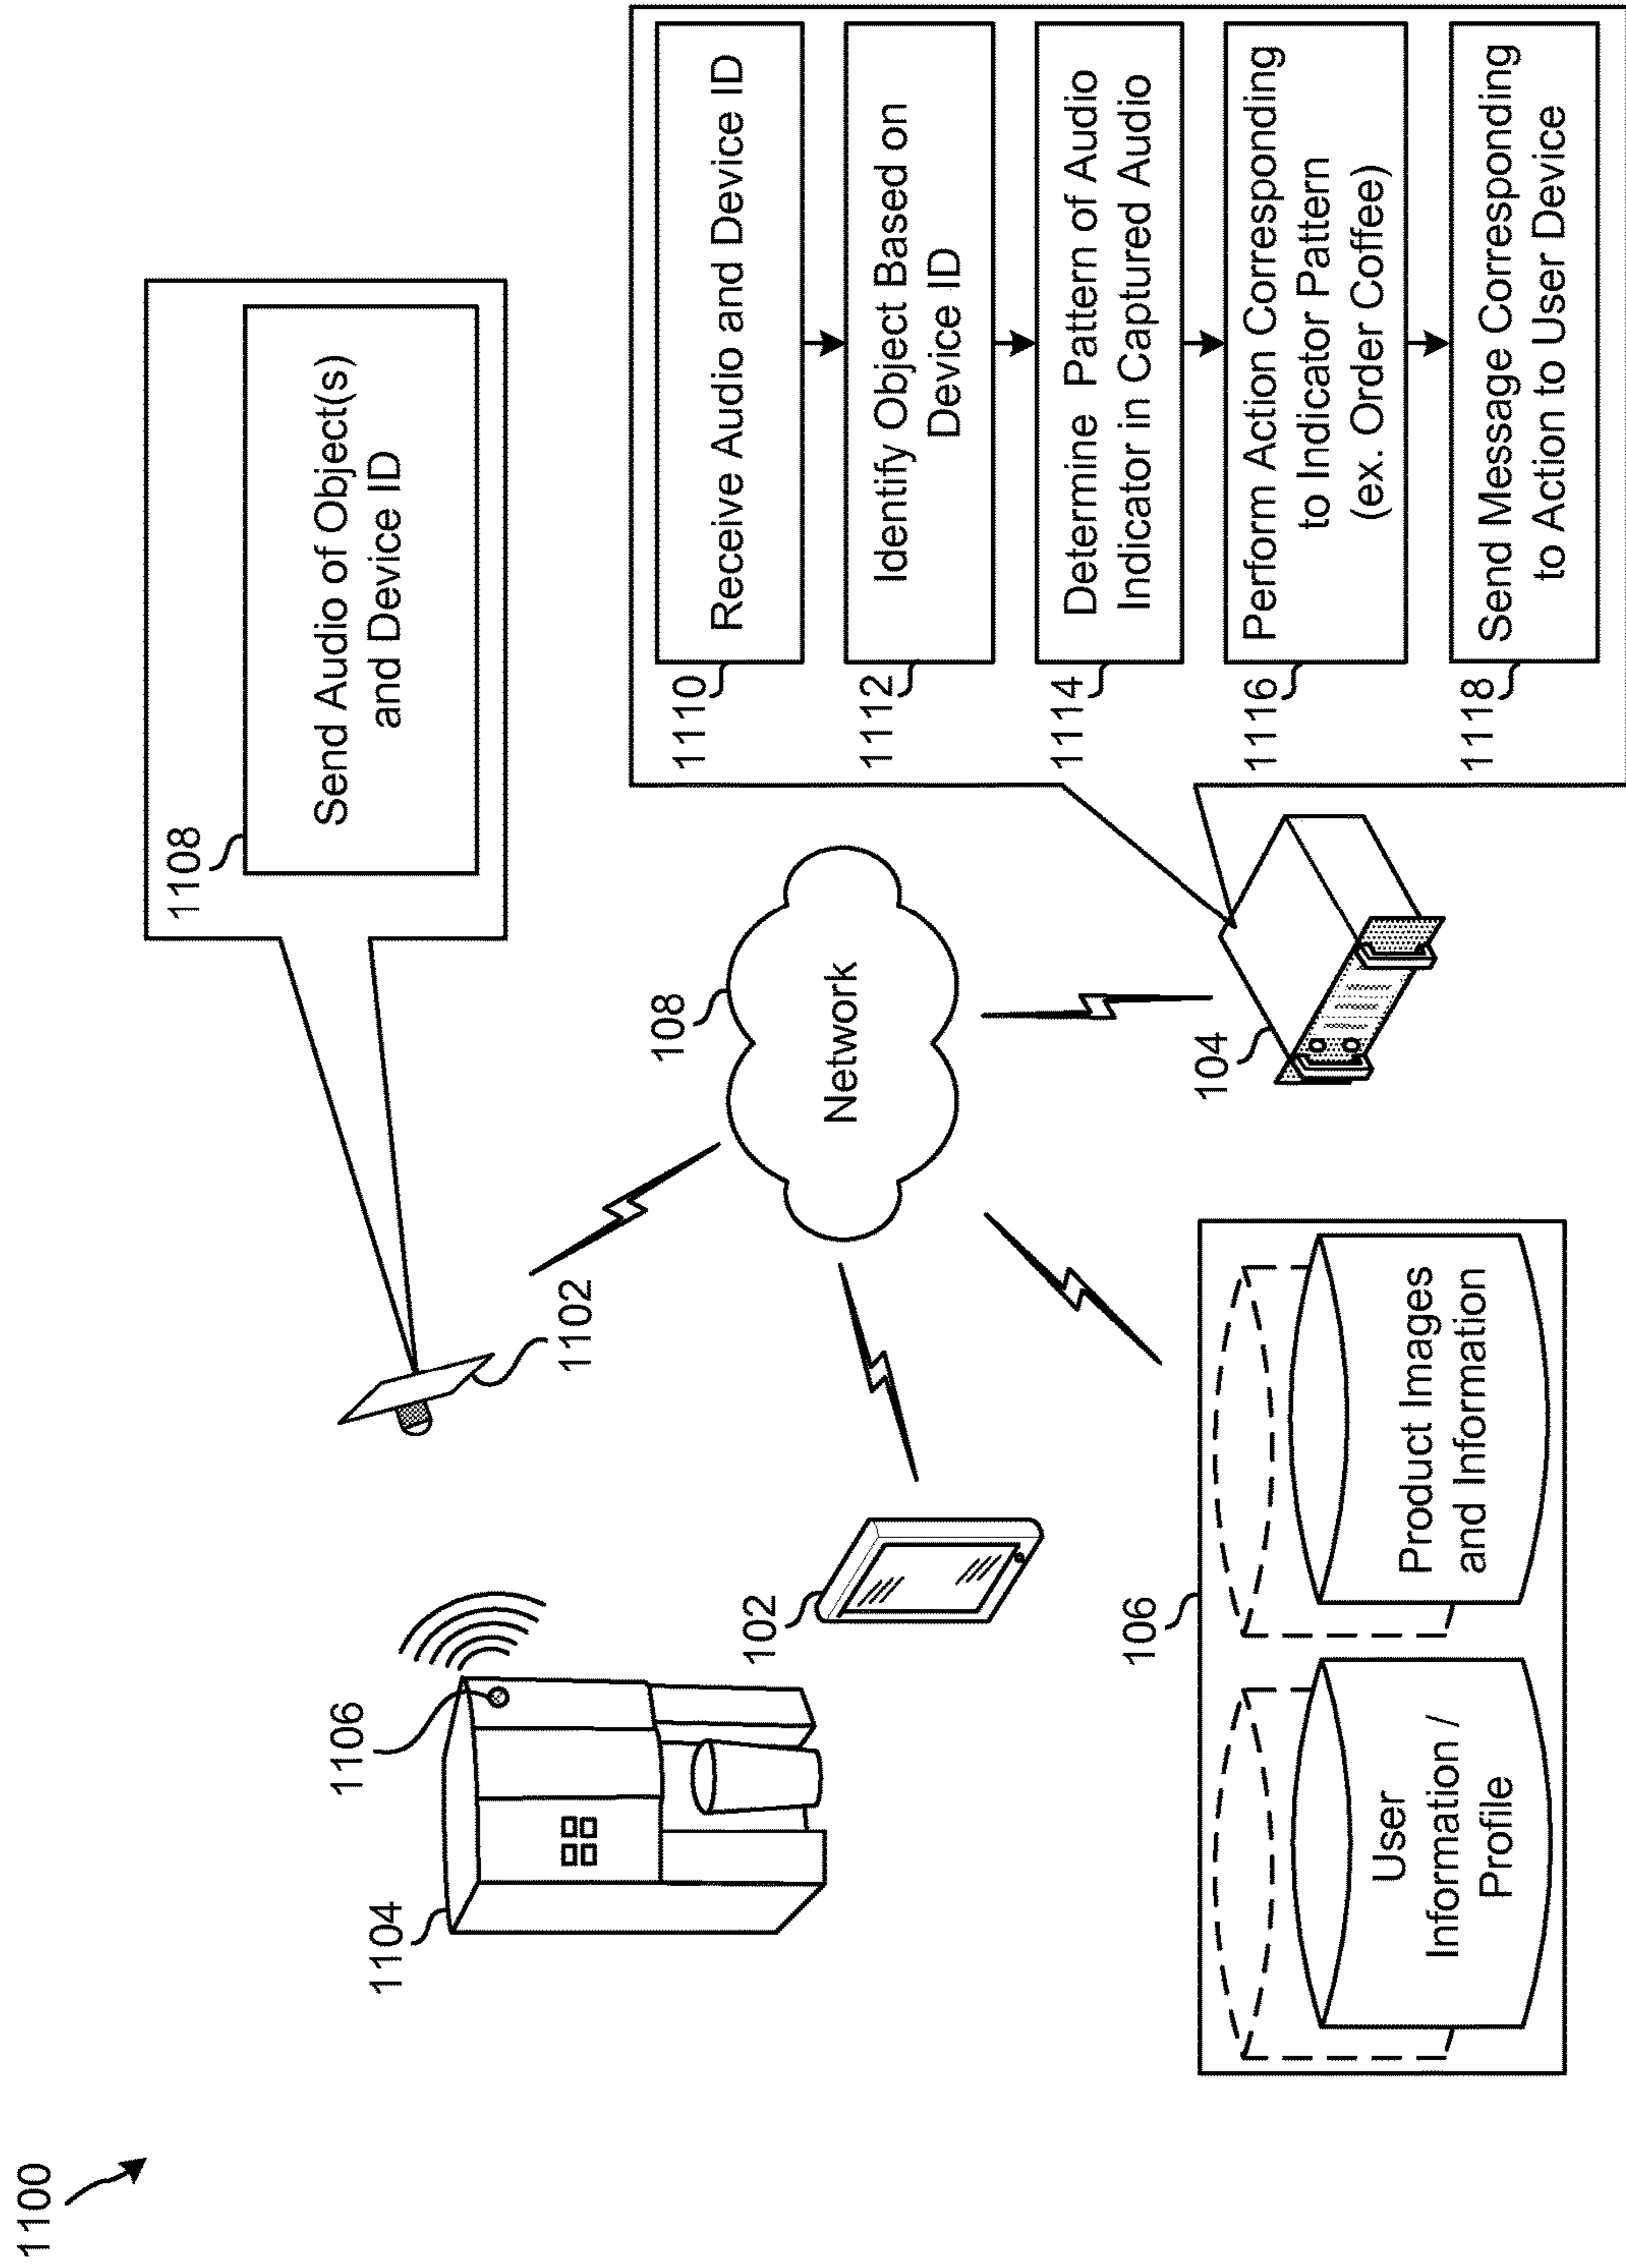 1100
1108
Send Audio of Object(s)
and Device ID
1104
1106
1102
102
108
Network
104
106
User
Information /
Profile
Product Images
and Information
1110
Receive Audio and Device ID
1112
Identify Object Based on
Device ID
1114
Determine Pattern of Audio
Indicator in Captured Audio
1116
Perform Action Corresponding
to Indicator Pattern
(ex. Order Coffee)
1118
Send Message Corresponding
to Action to User Device